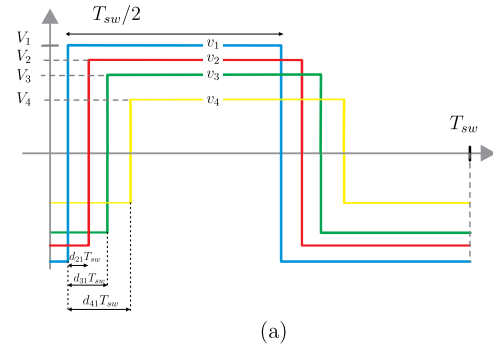 T_{sw}/2
V_1
v_1
V_2
v_2
V_3
v_3
V_4
v_4
T_{sw}
d_{21}T_{sw}
d_{31}T_{sw}
d_{41}T_{sw}
(a)